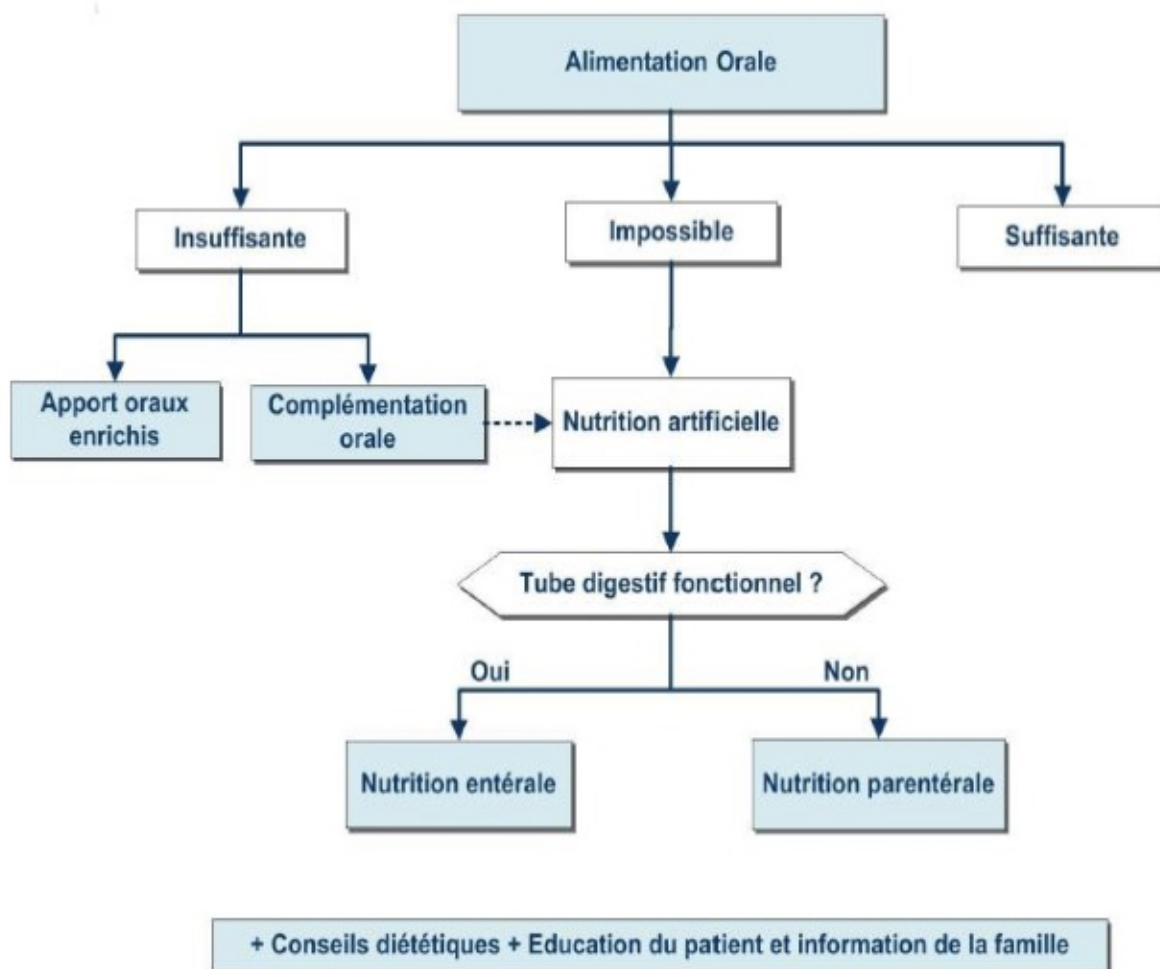 Alimentation Orale
Insuffisante
Impossible
Suffisante
Apport oraux
enrichis
Complémentation
orale
Nutrition artificielle
Tube digestif fonctionnel ?
Oui
Non
Nutrition entérale
Nutrition parentérale
+ Conseils diététiques + Education du patient et information de la famille